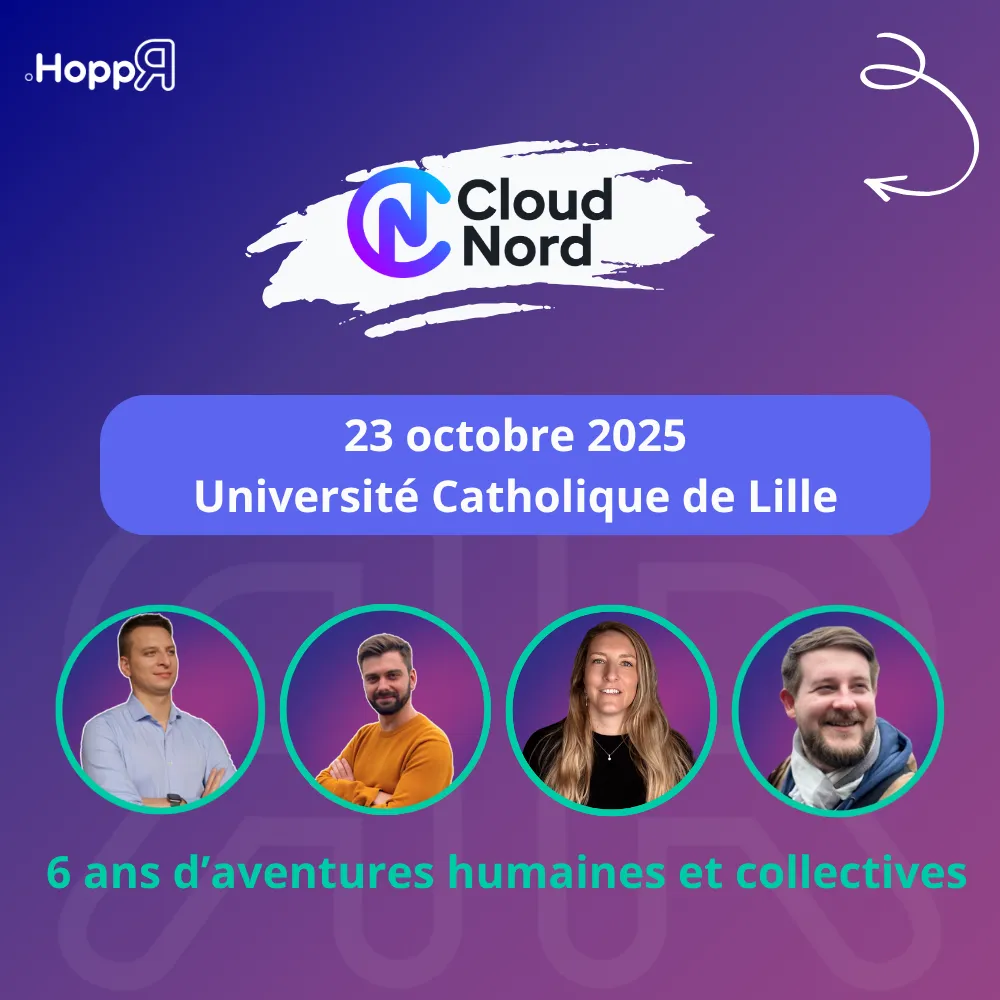 .HoppR
Cloud
Nord
23 octobre 2025
Université Catholique de Lille
6 ans d’aventures humaines et collectives